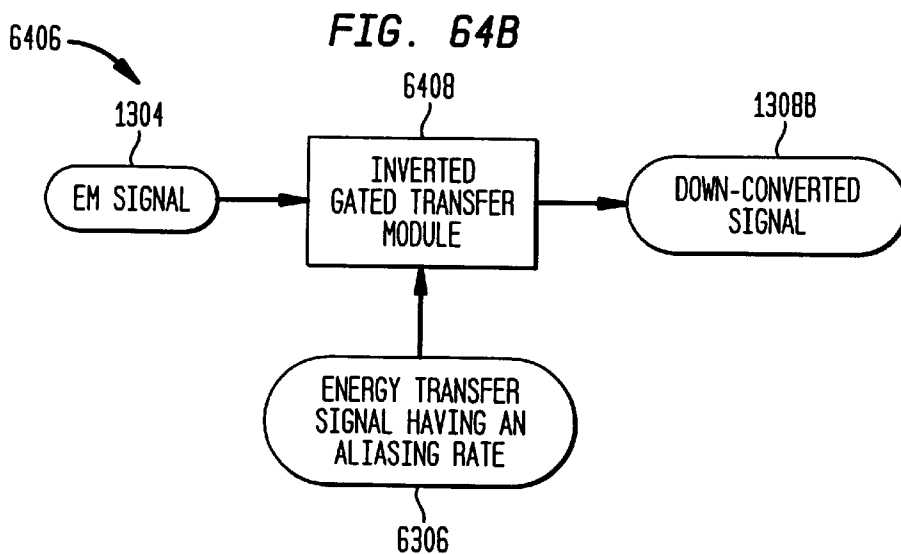 FIG. 64B
6406
1304
6408
1308B
EM SIGNAL
INVERTED
GATED TRANSFER
MODULE
DOWN-CONVERTED
SIGNAL
ENERGY TRANSFER
SIGNAL HAVING AN
ALIASING RATE
6306